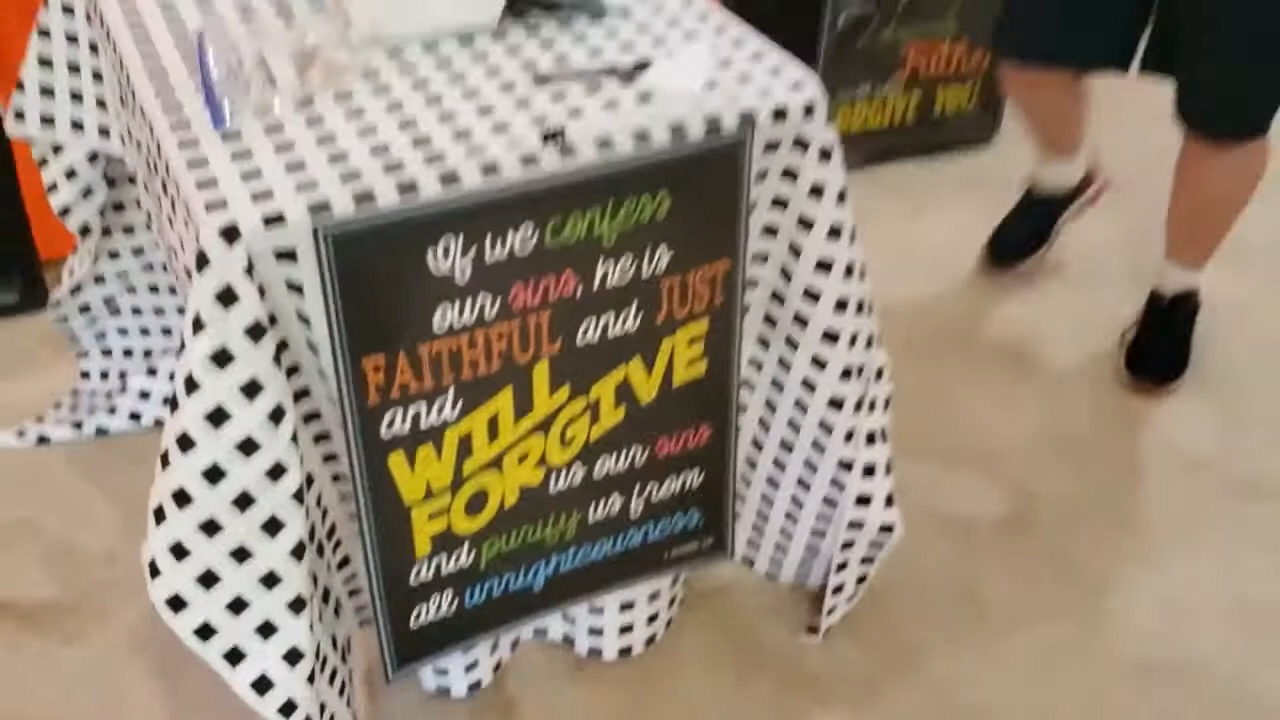 If we confess
our sins, he is
FAITHFUL and JUST
and
WILL
FORGIVE
us our sins
and purify us from
all unrighteousness.
Father
FORGIVE YOU!